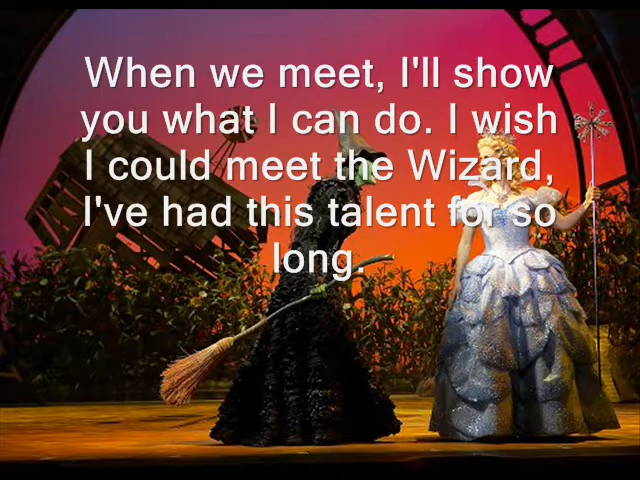 When we meet, I'll show
you what I can do. I wish
I could meet the Wizard,
I've had this talent for so
long.